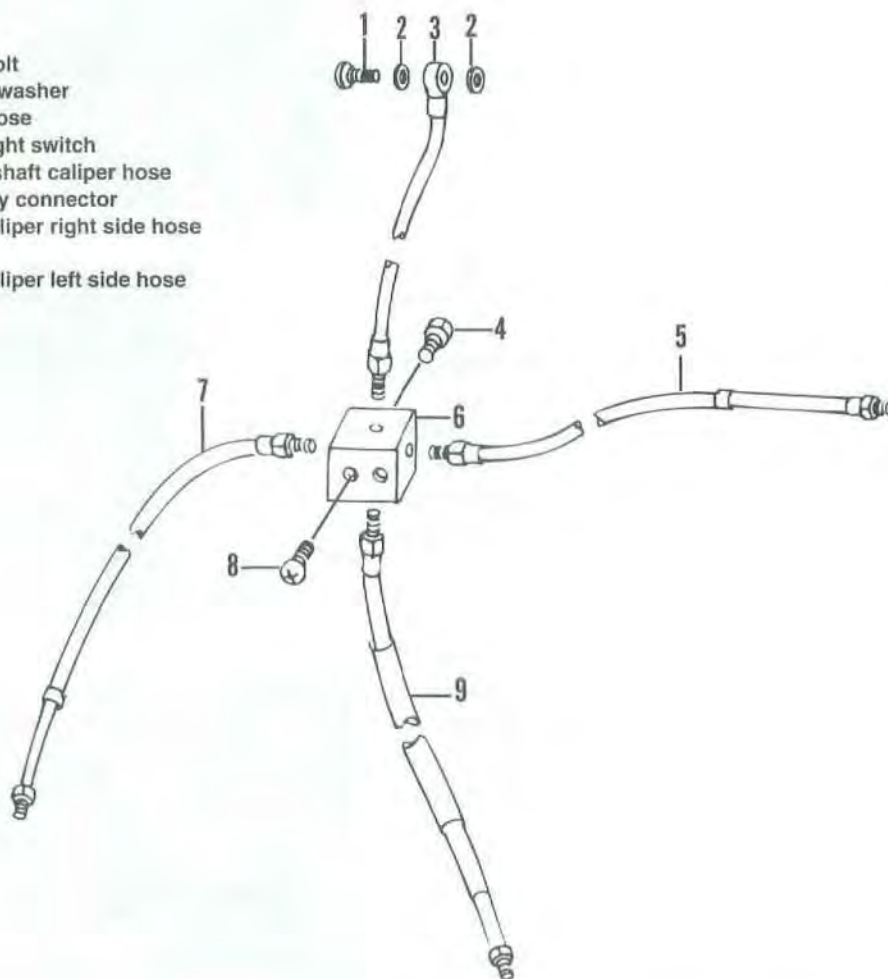 1 2 3 2
olt
washer
ose
ght switch
shaft caliper hose
y connector
liper right side hose
liper left side hose
4
5
7
6
8
9